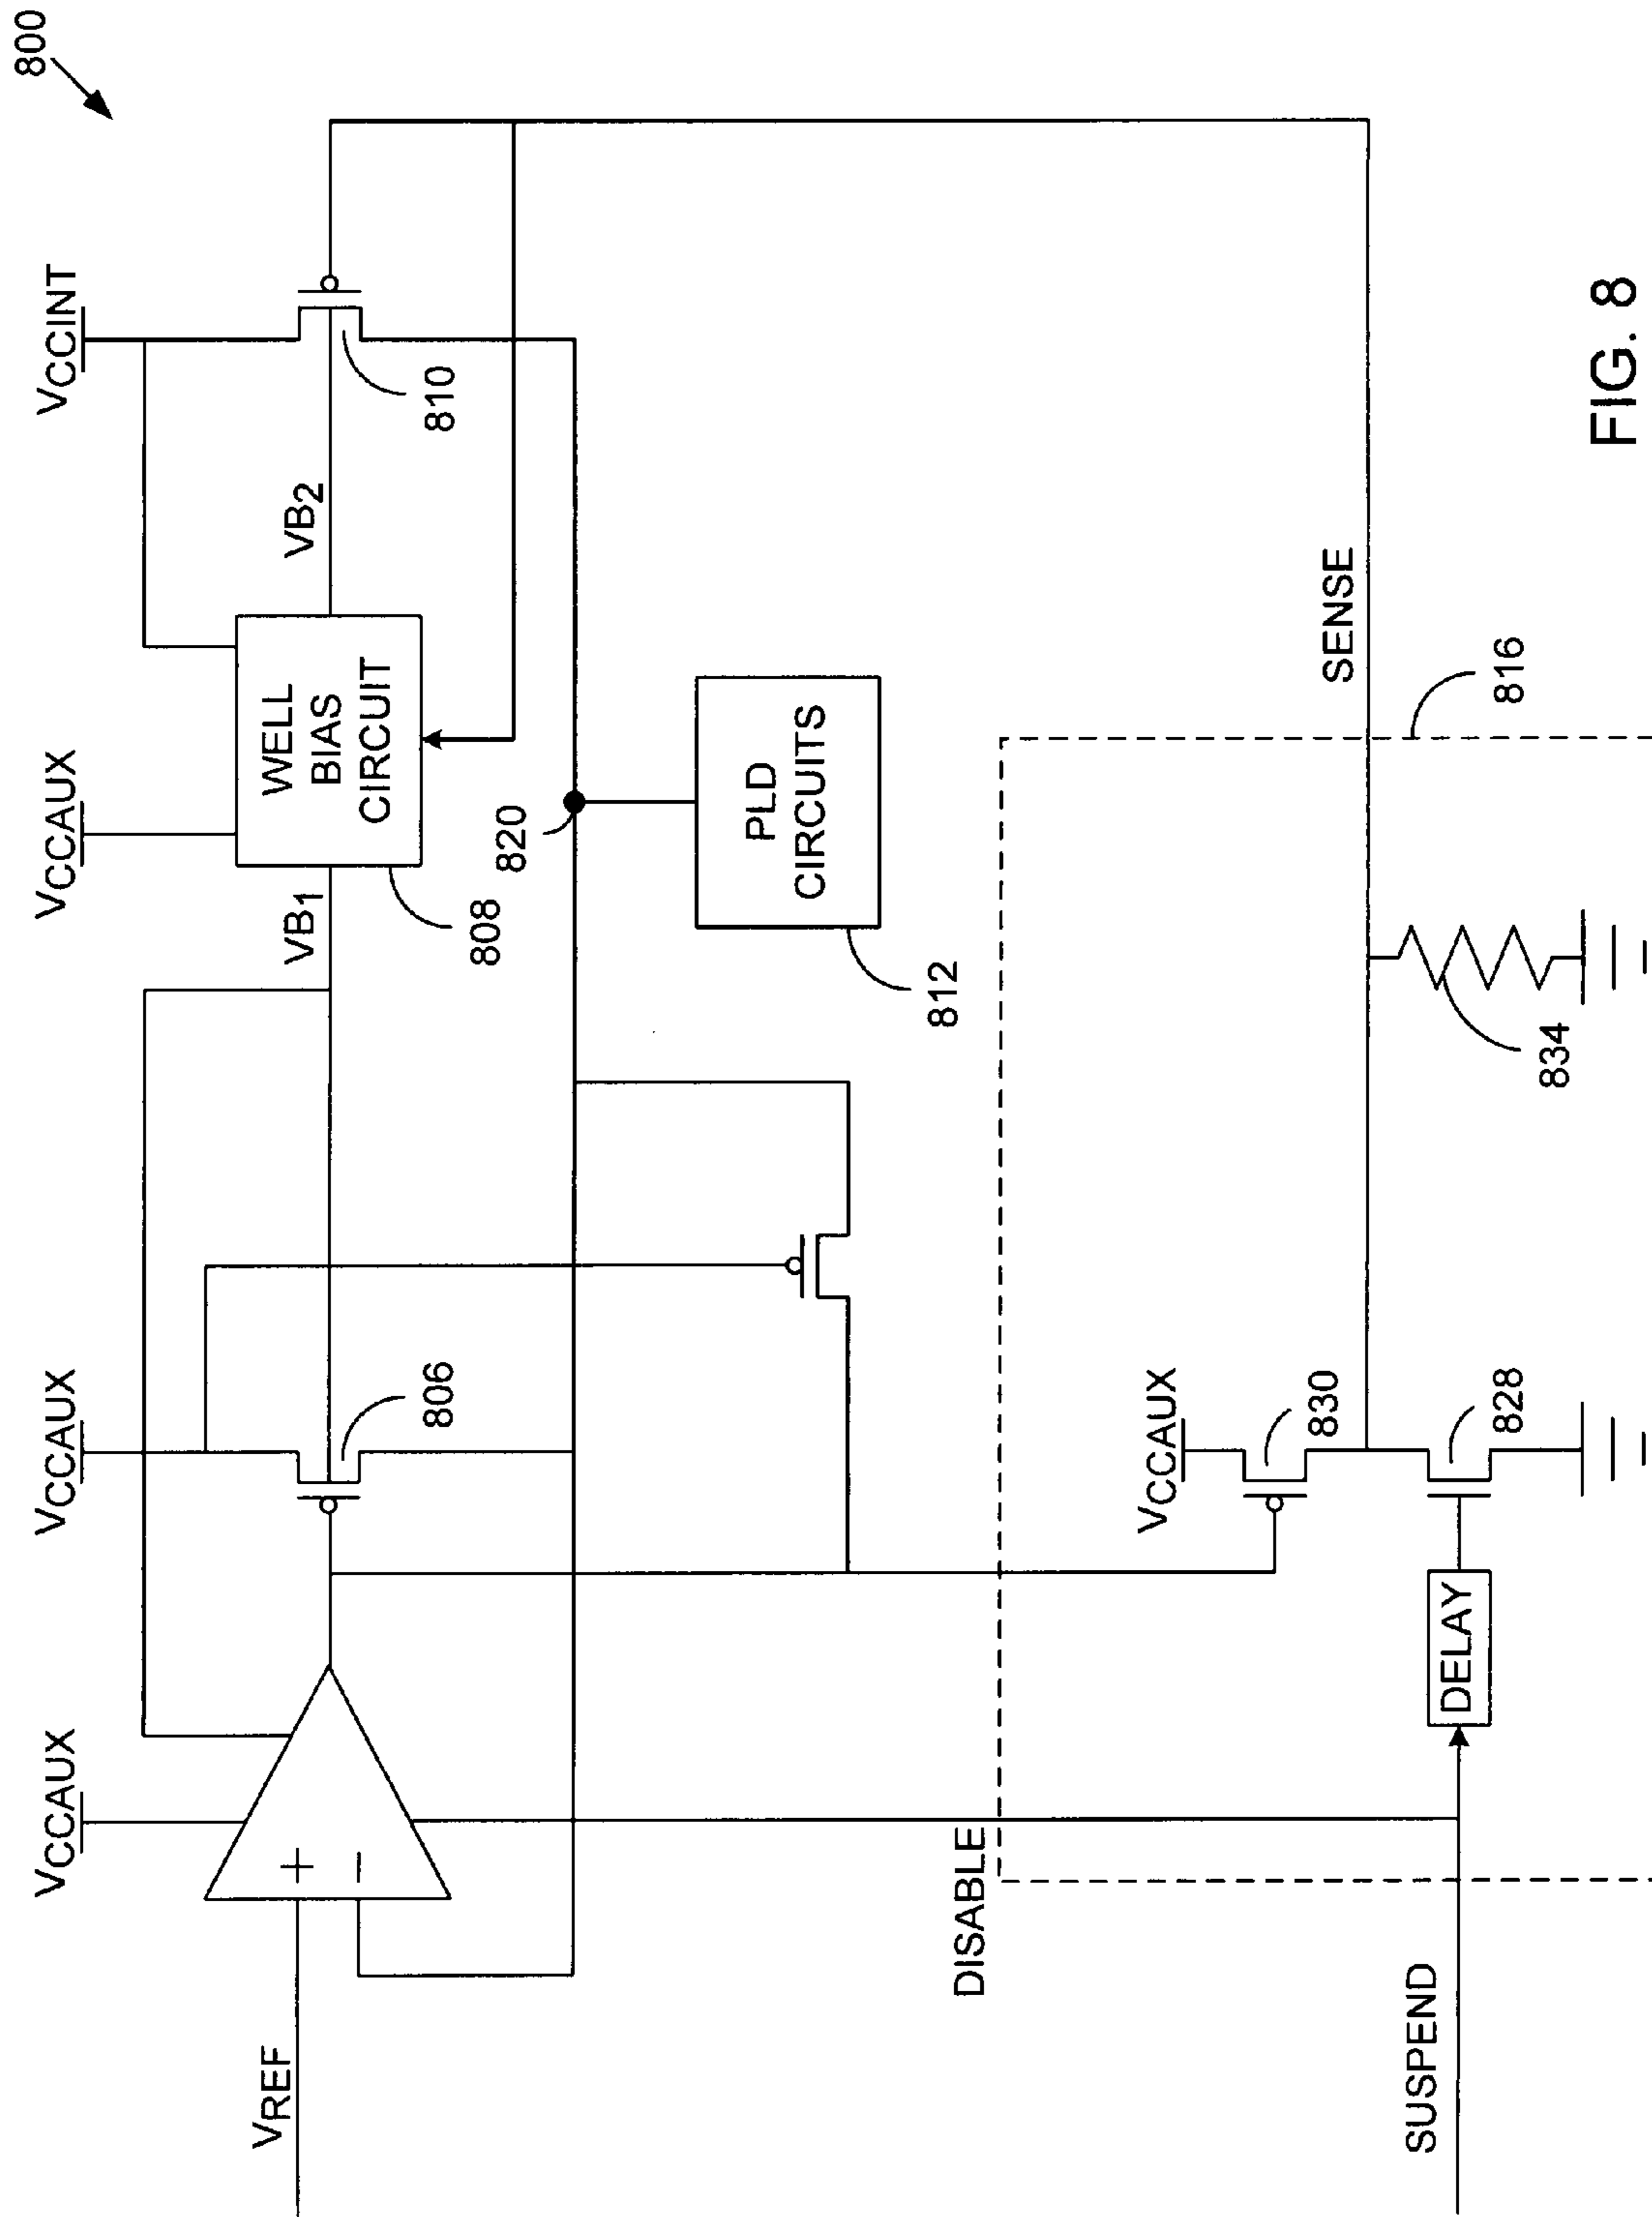 800
VCCAUX
VCCAUX
VCCAUX
VCCINT
VREF
+
−
806
VB1
WELL
BIAS
CIRCUIT
808
VB2
810
820
PLD
CIRCUITS
812
DISABLE
SUSPEND
DELAY
VCCAUX
830
828
834
SENSE
816
FIG. 8